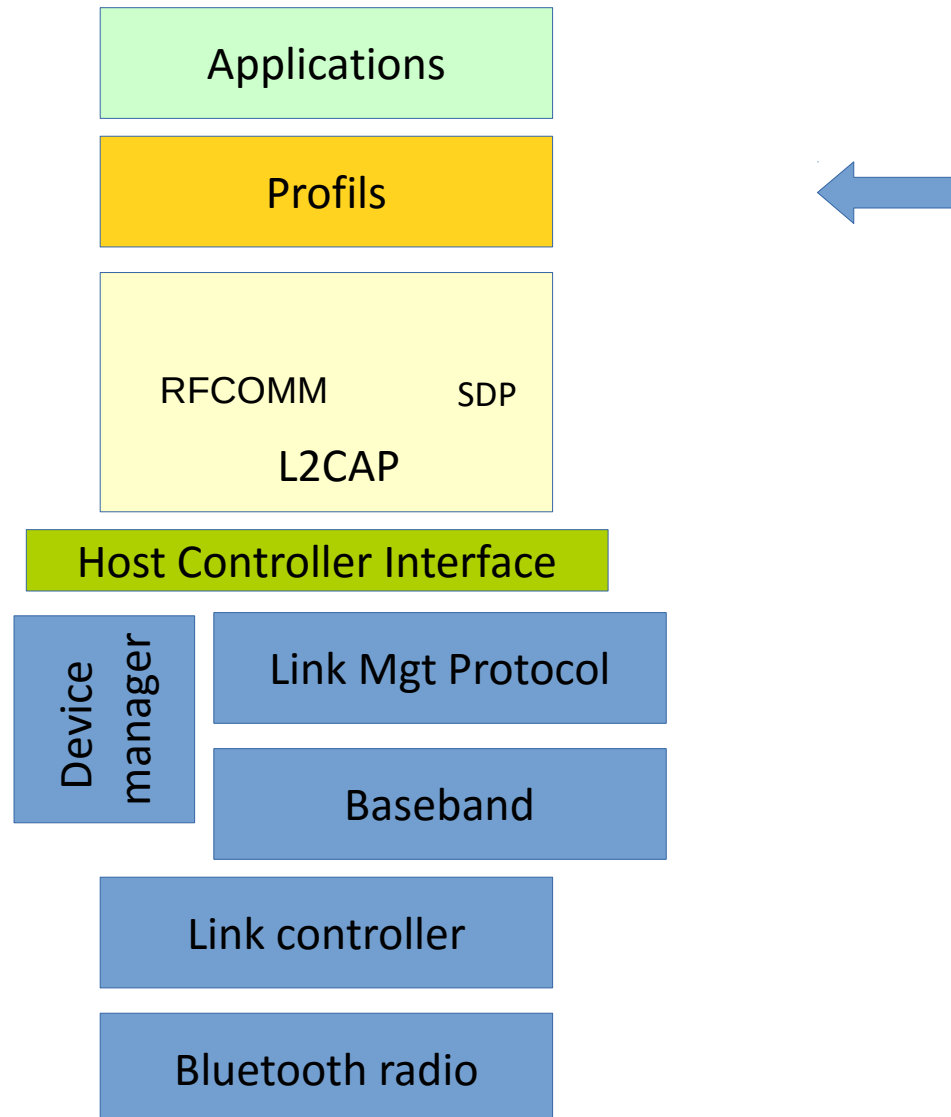 Applications
Profils
RFCOMM
SDP
L2CAP
Host Controller Interface
Device
manager
Link Mgt Protocol
Baseband
Link controller
Bluetooth radio